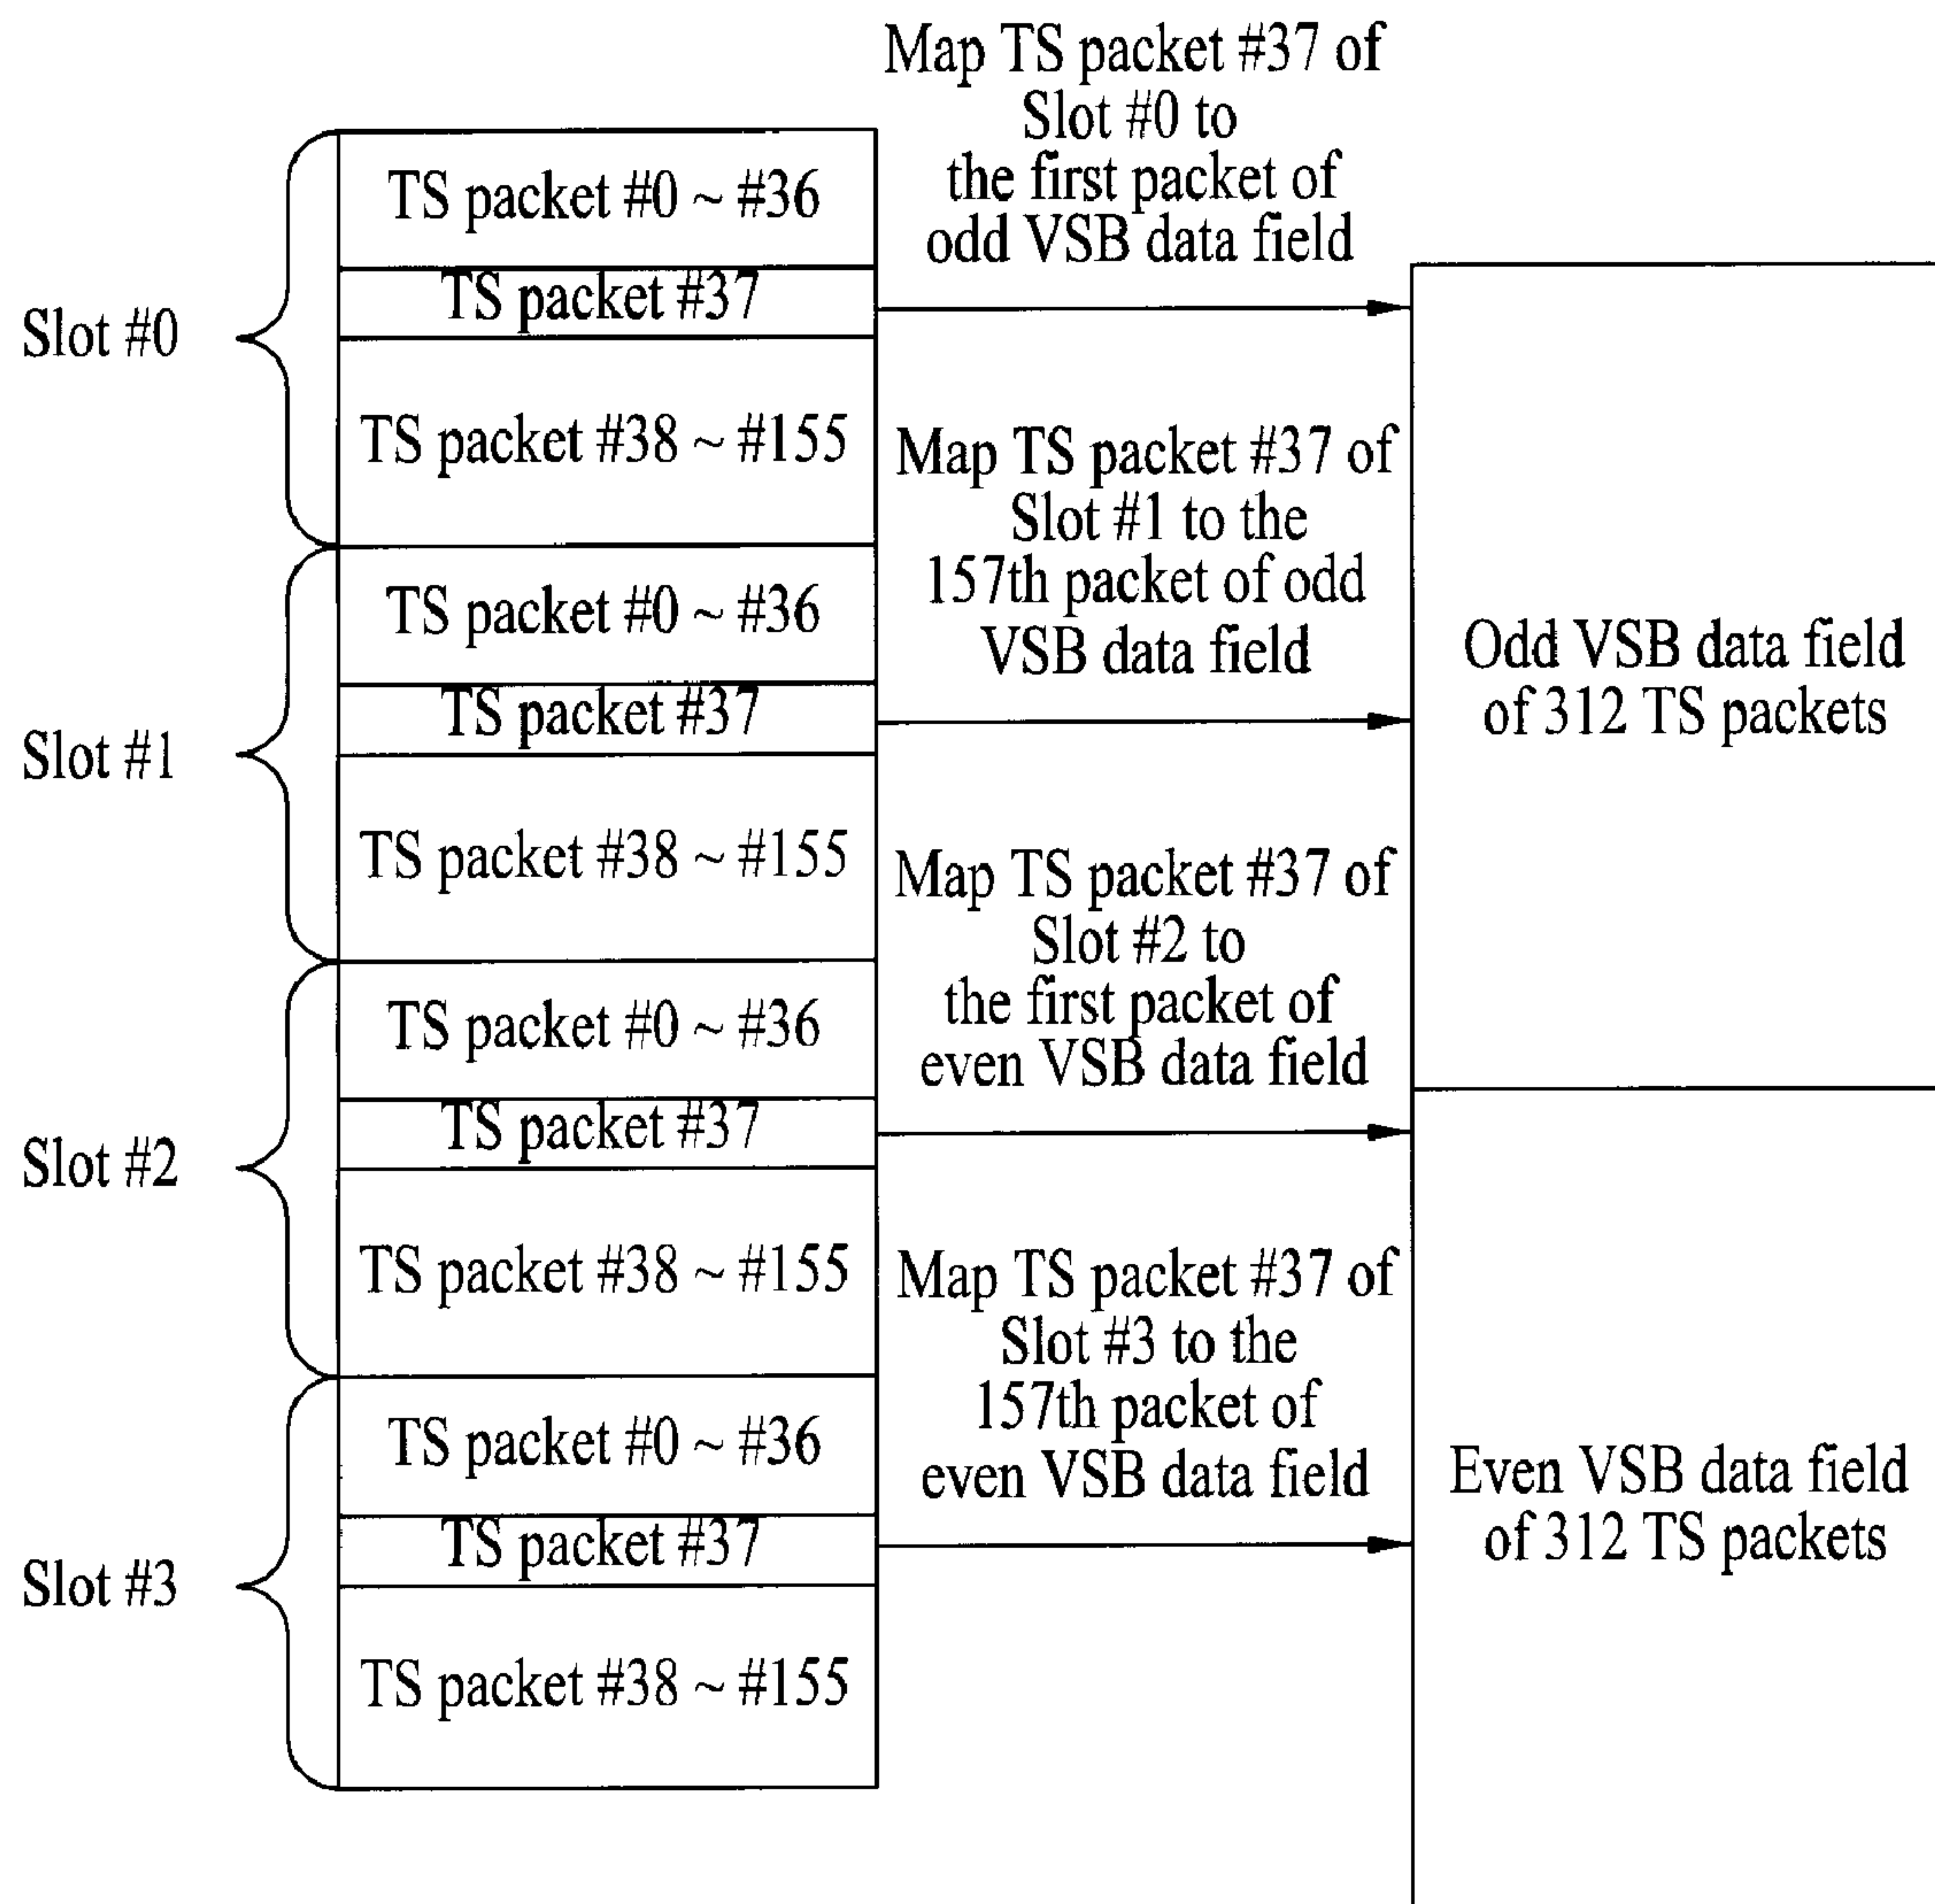 Map TS packet #37 of
Slot #0 to
the first packet of
odd VSB data field
Slot #0
TS packet #0 ~ #36
TS packet #37
TS packet #38 ~ #155
Map TS packet #37 of
Slot #1 to the
157th packet of odd
VSB data field
Slot #1
TS packet #0 ~ #36
TS packet #37
TS packet #38 ~ #155
Odd VSB data field
of 312 TS packets
Map TS packet #37 of
Slot #2 to
the first packet of
even VSB data field
Slot #2
TS packet #0 ~ #36
TS packet #37
TS packet #38 ~ #155
Map TS packet #37 of
Slot #3 to the
157th packet of
even VSB data field
Slot #3
TS packet #0 ~ #36
TS packet #37
TS packet #38 ~ #155
Even VSB data field
of 312 TS packets